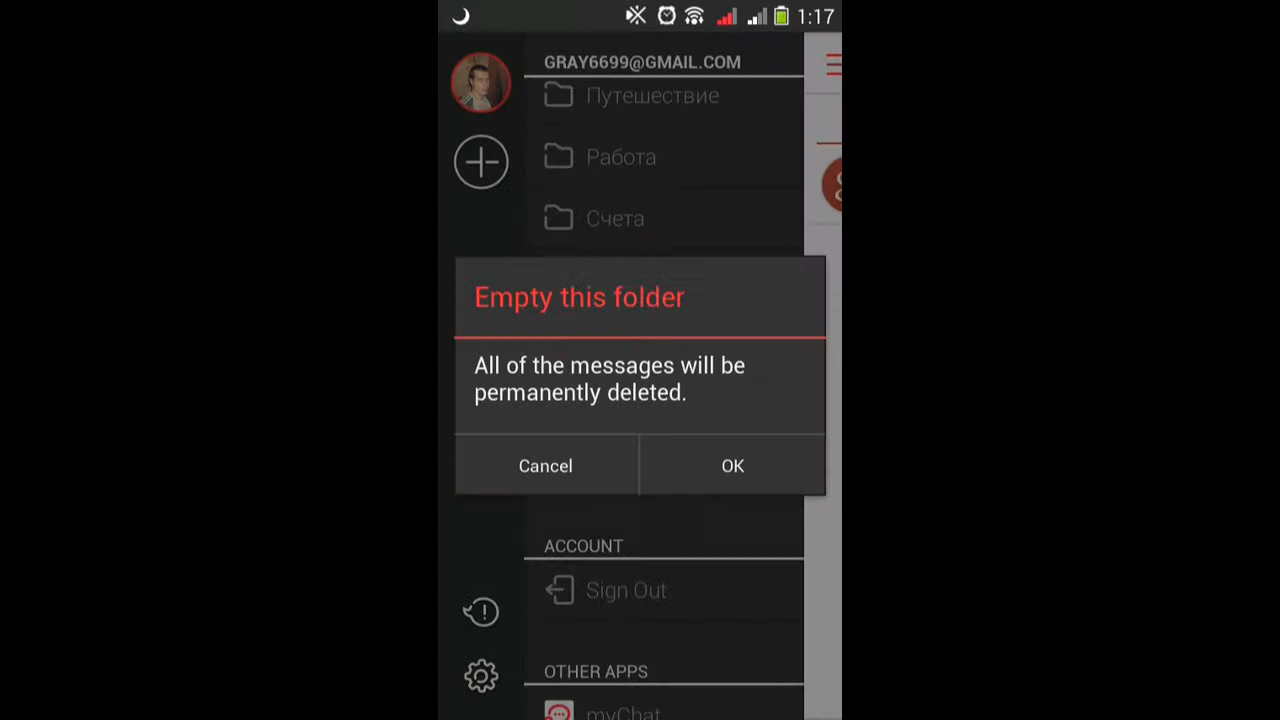 1:17
GRAY6699@GMAIL.COM
Путешествие
Работа
Счета
Empty this folder
All of the messages will be
permanently deleted.
Cancel
OK
ACCOUNT
Sign Out
OTHER APPS
myChat